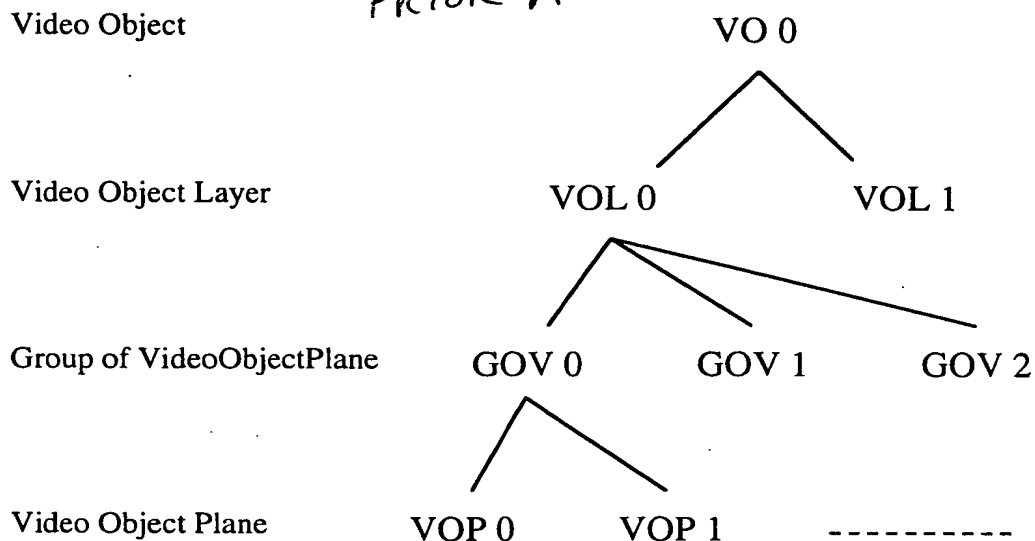 PRIOR A
Video Object VO 0
Video Object Layer VOL 0 VOL 1
Group of VideoObjectPlane GOV 0 GOV 1 GOV 2
Video Object Plane VOP 0 VOP 1 ----------